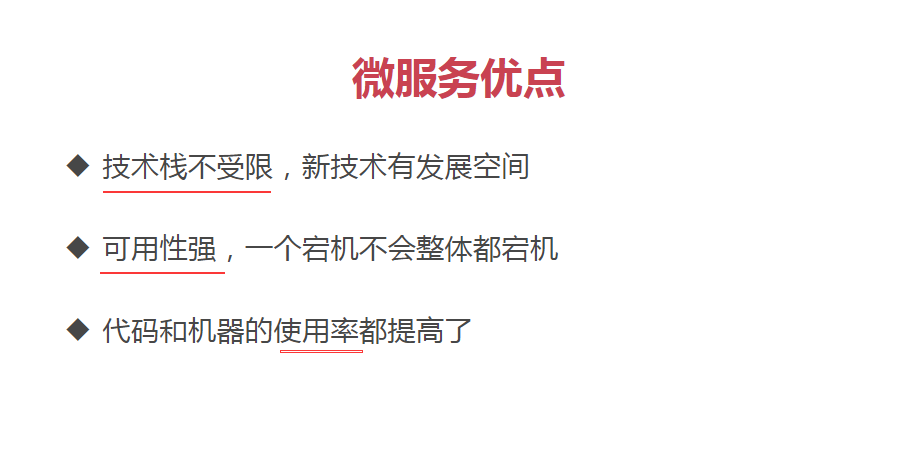 微服务优点
◆ 技术栈不受限，新技术有发展空间
◆ 可用性强，一个宕机不会整体都宕机
◆ 代码和机器的使用率都提高了